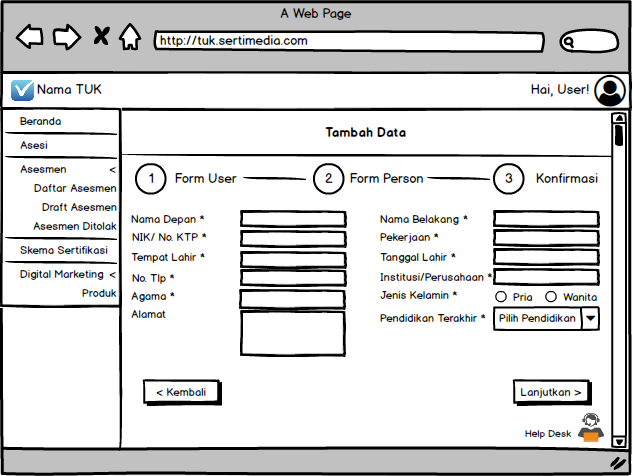 A Web Page
http://tuk.sertimedia.com
Nama TUK
Hai, User!
Beranda
Asesi
Asesmen <
Daftar Asesmen
Draft Asesmen
Asesmen Ditolak
Skema Sertifikasi
Digital Marketing <
Produk
Tambah Data
1 Form User 2 Form Person 3 Konfirmasi
Nama Depan * Nama Belakang *
NIK/ No. KTP * Pekerjaan *
Tempat Lahir * Tanggal Lahir *
No. Tlp * Institusi/Perusahaan *
Agama * Jenis Kelamin * Pria Wanita
Alamat Pendidikan Terakhir * Pilih Pendidikan
< Kembali Lanjutkan >
Help Desk